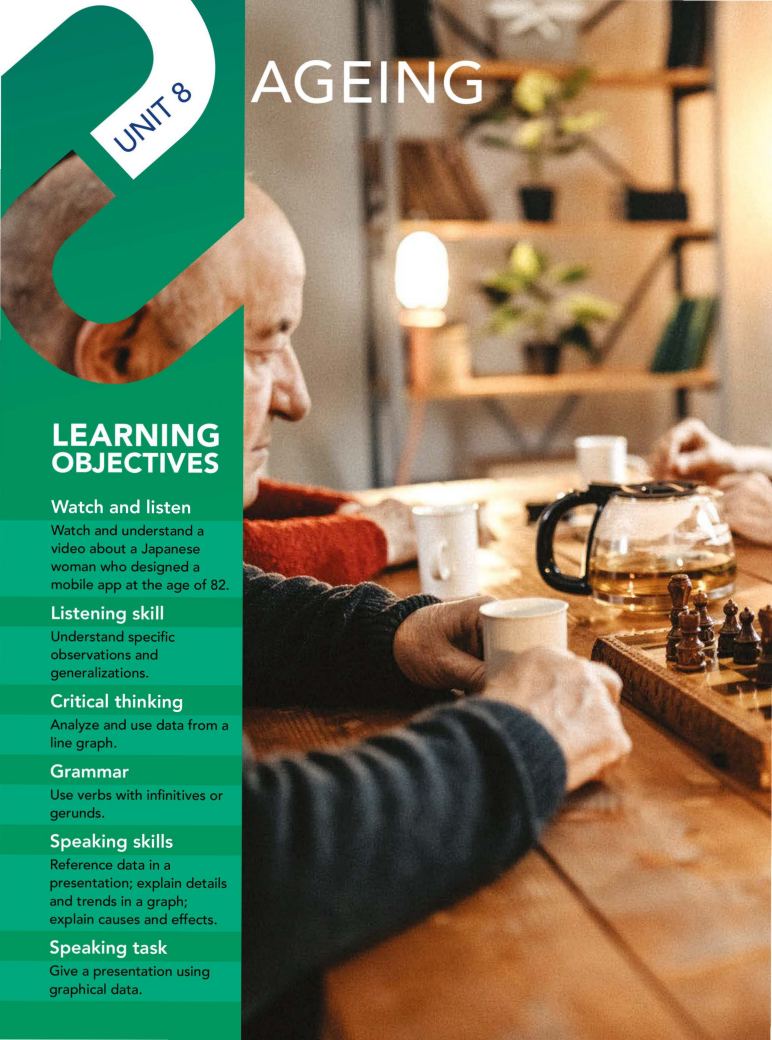 UNIT 8
AGEING
LEARNING
OBJECTIVES
Watch and listen
Watch and understand a
video about a Japanese
woman who designed a
mobile app at the age of 82.
Listening skill
Understand specific
observations and
generalizations.
Critical thinking
Analyze and use data from a
line graph.
Grammar
Use verbs with infinitives or
gerunds.
Speaking skills
Reference data in a
presentation; explain details
and trends in a graph;
explain causes and effects.
Speaking task
Give a presentation using
graphical data.